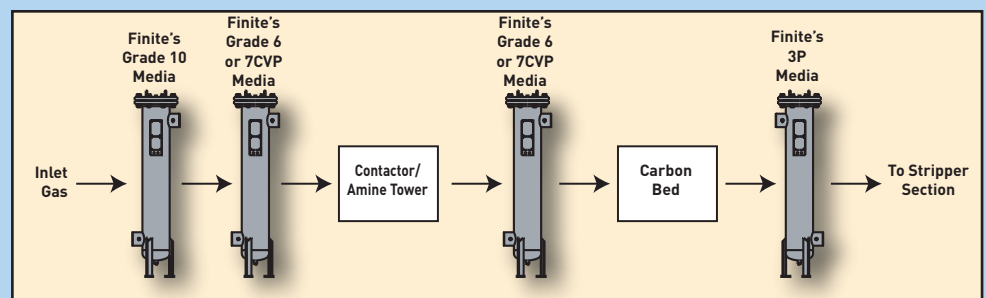 Finite's
Grade 10
Media
Finite's
Grade 6
or 7CVP
Media
Finite's
Grade 6
or 7CVP
Media
Finite's
3P
Media
Inlet
Gas
Contactor/
Amine Tower
Carbon
Bed
To Stripper
Section